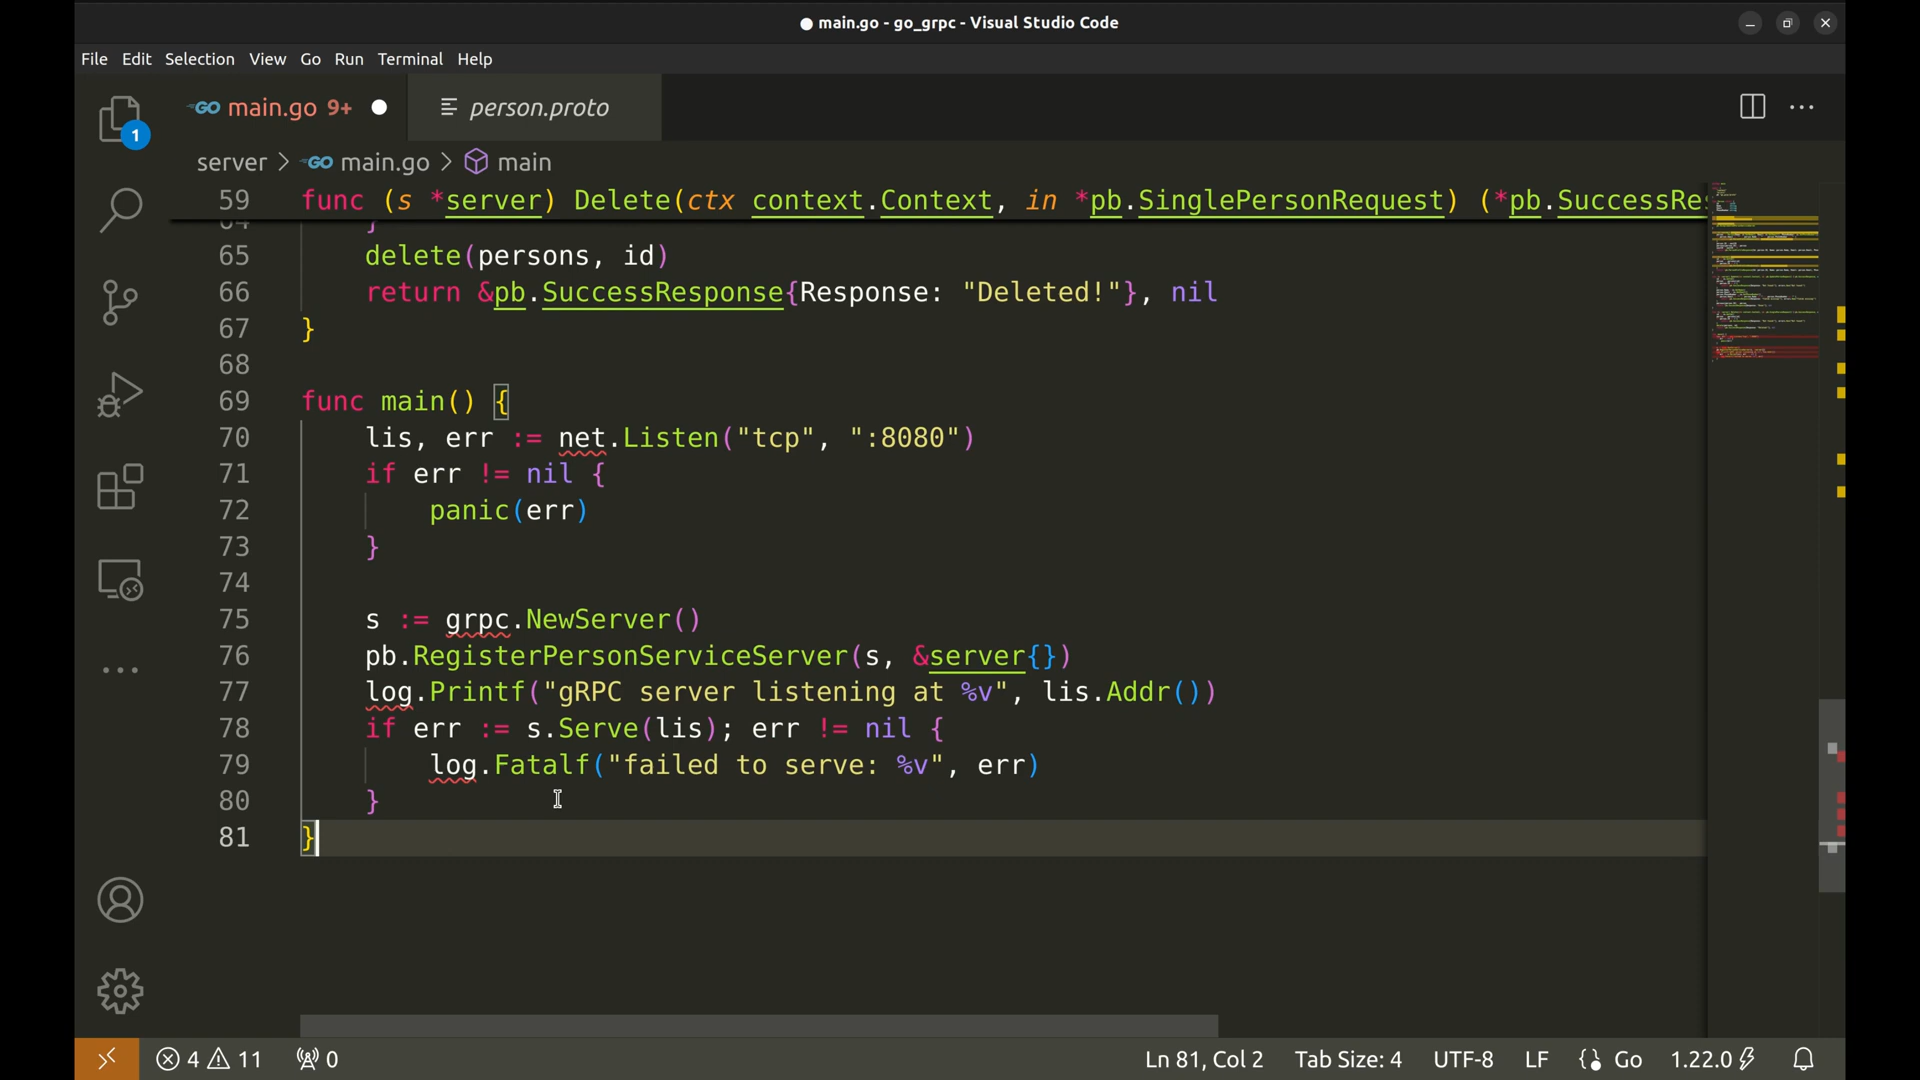 main.go - go_grpc - Visual Studio Code
File Edit Selection View Go Run Terminal Help
1
GO main.go 9+
person.proto
server > GO main.go > main
59 func (s *server) Delete(ctx context.Context, in *pb.SinglePersonRequest) (*pb.SuccessRes
64 }
65 delete(persons, id)
66 return &pb.SuccessResponse{Response: "Deleted!"}, nil
67 }
68
69 func main() {
70 lis, err := net.Listen("tcp", ":8080")
71 if err != nil {
72 panic(err)
73 }
74
75 s := grpc.NewServer()
76 pb.RegisterPersonServiceServer(s, &server{})
77 log.Printf("gRPC server listening at %v", lis.Addr())
78 if err := s.Serve(lis); err != nil {
79 log.Fatalf("failed to serve: %v", err)
80 }
81 }
4 11 0 Ln 81, Col 2 Tab Size: 4 UTF-8 LF Go 1.22.0